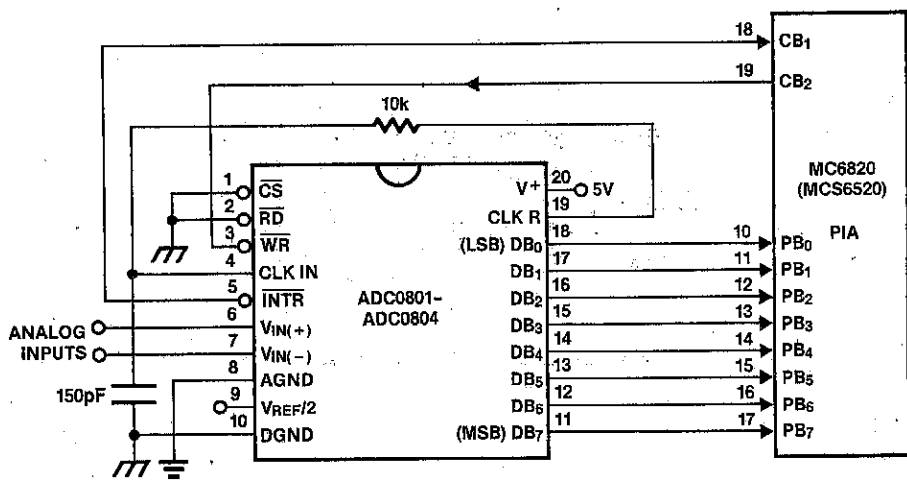 18 CB1
19 CB2
10k
MC6820
(MCS6520)
PIA
1 CS
2 RD
3 WR
4 CLK IN
5 INTR
6 VIN(+)
7 VIN(−)
8 AGND
9 VREF/2
10 DGND
ANALOG
INPUTS
150pF
ADC0801–
ADC0804
V+ 20 5V
CLK R 19
(LSB) DB0 18 10 PB0
DB1 17 11 PB1
DB2 16 12 PB2
DB3 15 13 PB3
DB4 14 14 PB4
DB5 13 15 PB5
DB6 12 16 PB6
(MSB) DB7 11 17 PB7